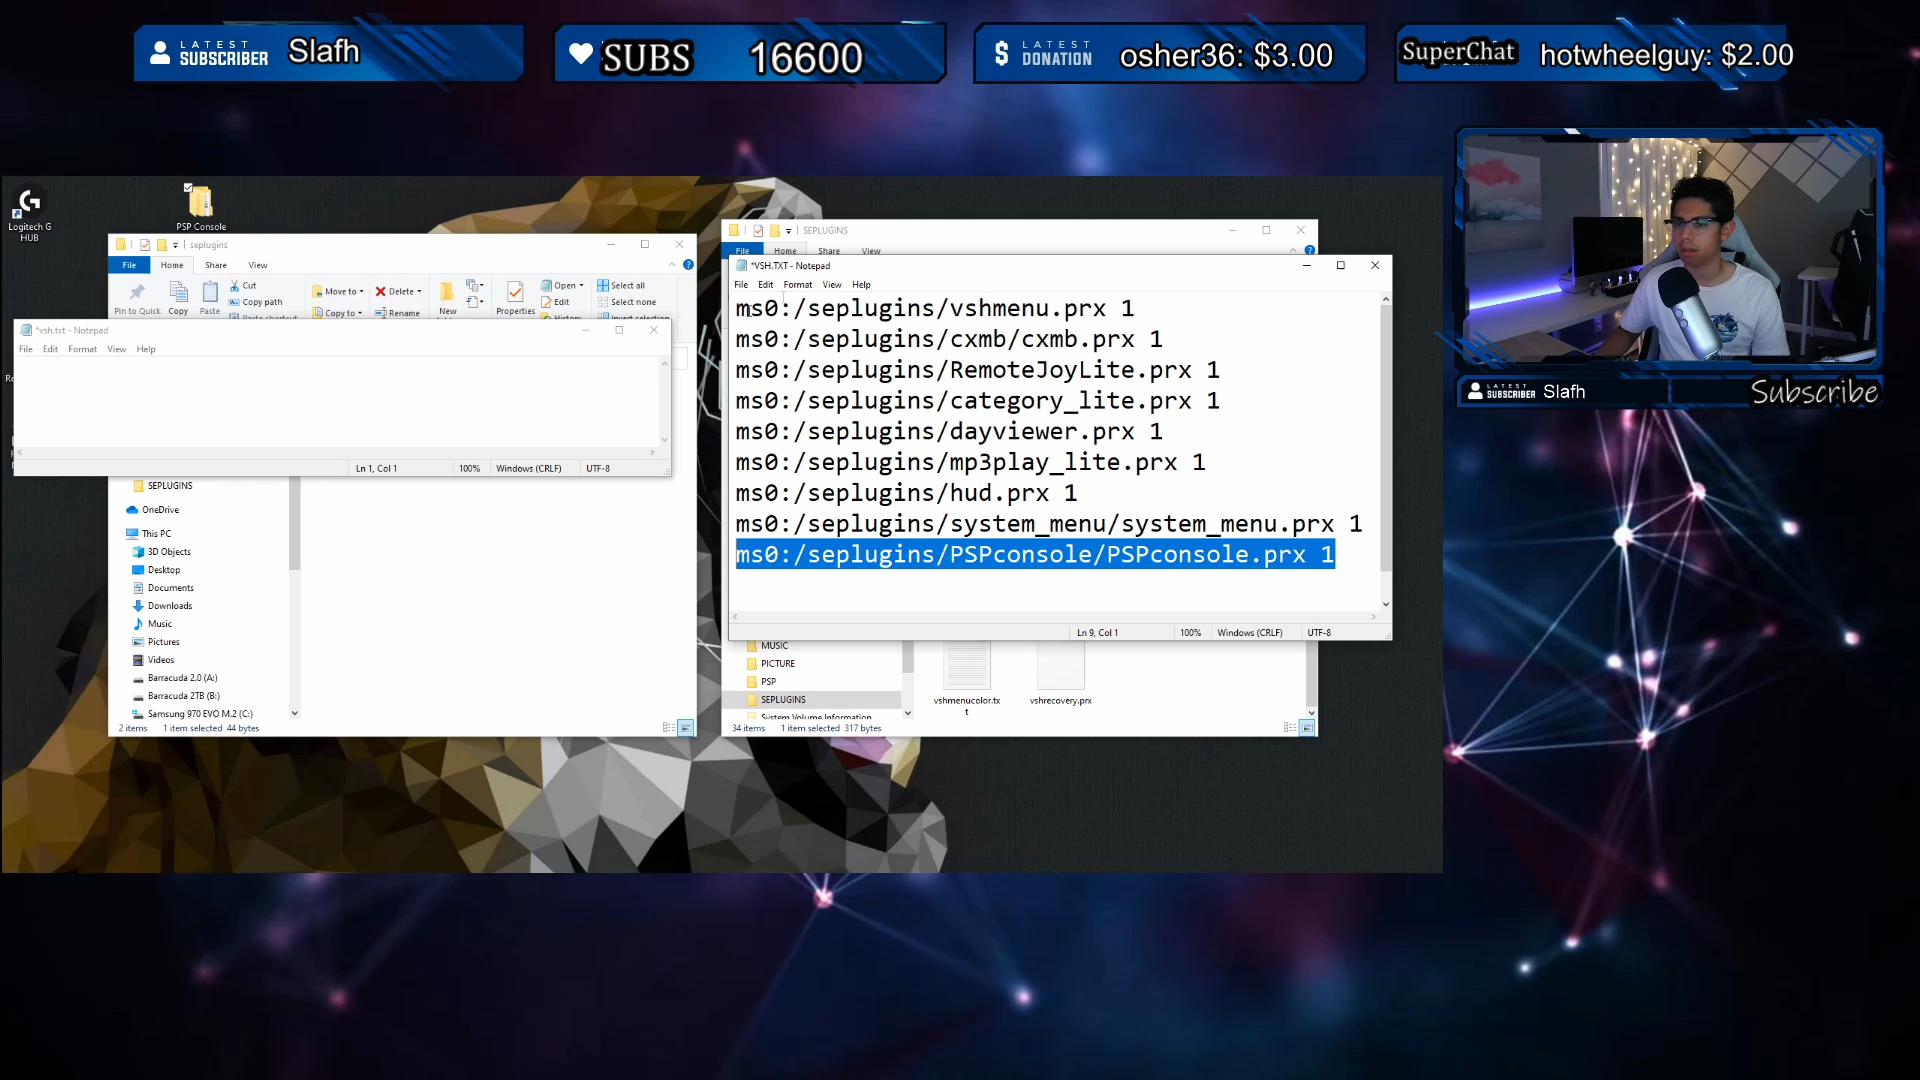 LATEST
SUBSCRIBER
Slafh
SUBS 16600
LATEST
DONATION
osher36: $3.00
SuperChat
hotwheelguy: $2.00
Logitech G
HUB
PSP Console
seplugins
File Home Share View
Pin to Quick
Copy
Paste
Cut
Copy path
Paste shortcut
Move to
Copy to
Delete
Rename
New
Properties
Open
Edit
History
Select all
Select none
Invert selection
*vsh.txt - Notepad
File Edit Format View Help
Ln 1, Col 1 100% Windows (CRLF) UTF-8
SEPLUGINS
OneDrive
This PC
3D Objects
Desktop
Documents
Downloads
Music
Pictures
Videos
Barracuda 2.0 (A:)
Barracuda 2TB (B:)
Samsung 970 EVO M.2 (C:)
2 items 1 item selected 44 bytes
SEPLUGINS
File Home Share View
*VSH.TXT - Notepad
File Edit Format View Help
ms0:/seplugins/vshmenu.prx 1
ms0:/seplugins/cxmb/cxmb.prx 1
ms0:/seplugins/RemoteJoyLite.prx 1
ms0:/seplugins/category_lite.prx 1
ms0:/seplugins/dayviewer.prx 1
ms0:/seplugins/mp3play_lite.prx 1
ms0:/seplugins/hud.prx 1
ms0:/seplugins/system_menu/system_menu.prx 1
ms0:/seplugins/PSPconsole/PSPconsole.prx 1
Ln 9, Col 1 100% Windows (CRLF) UTF-8
MUSIC
PICTURE
PSP
SEPLUGINS
System Volume Information
vshmenucolor.tx
t
vshrecovery.prx
34 items 1 item selected 317 bytes
LATEST
SUBSCRIBER
Slafh
Subscribe